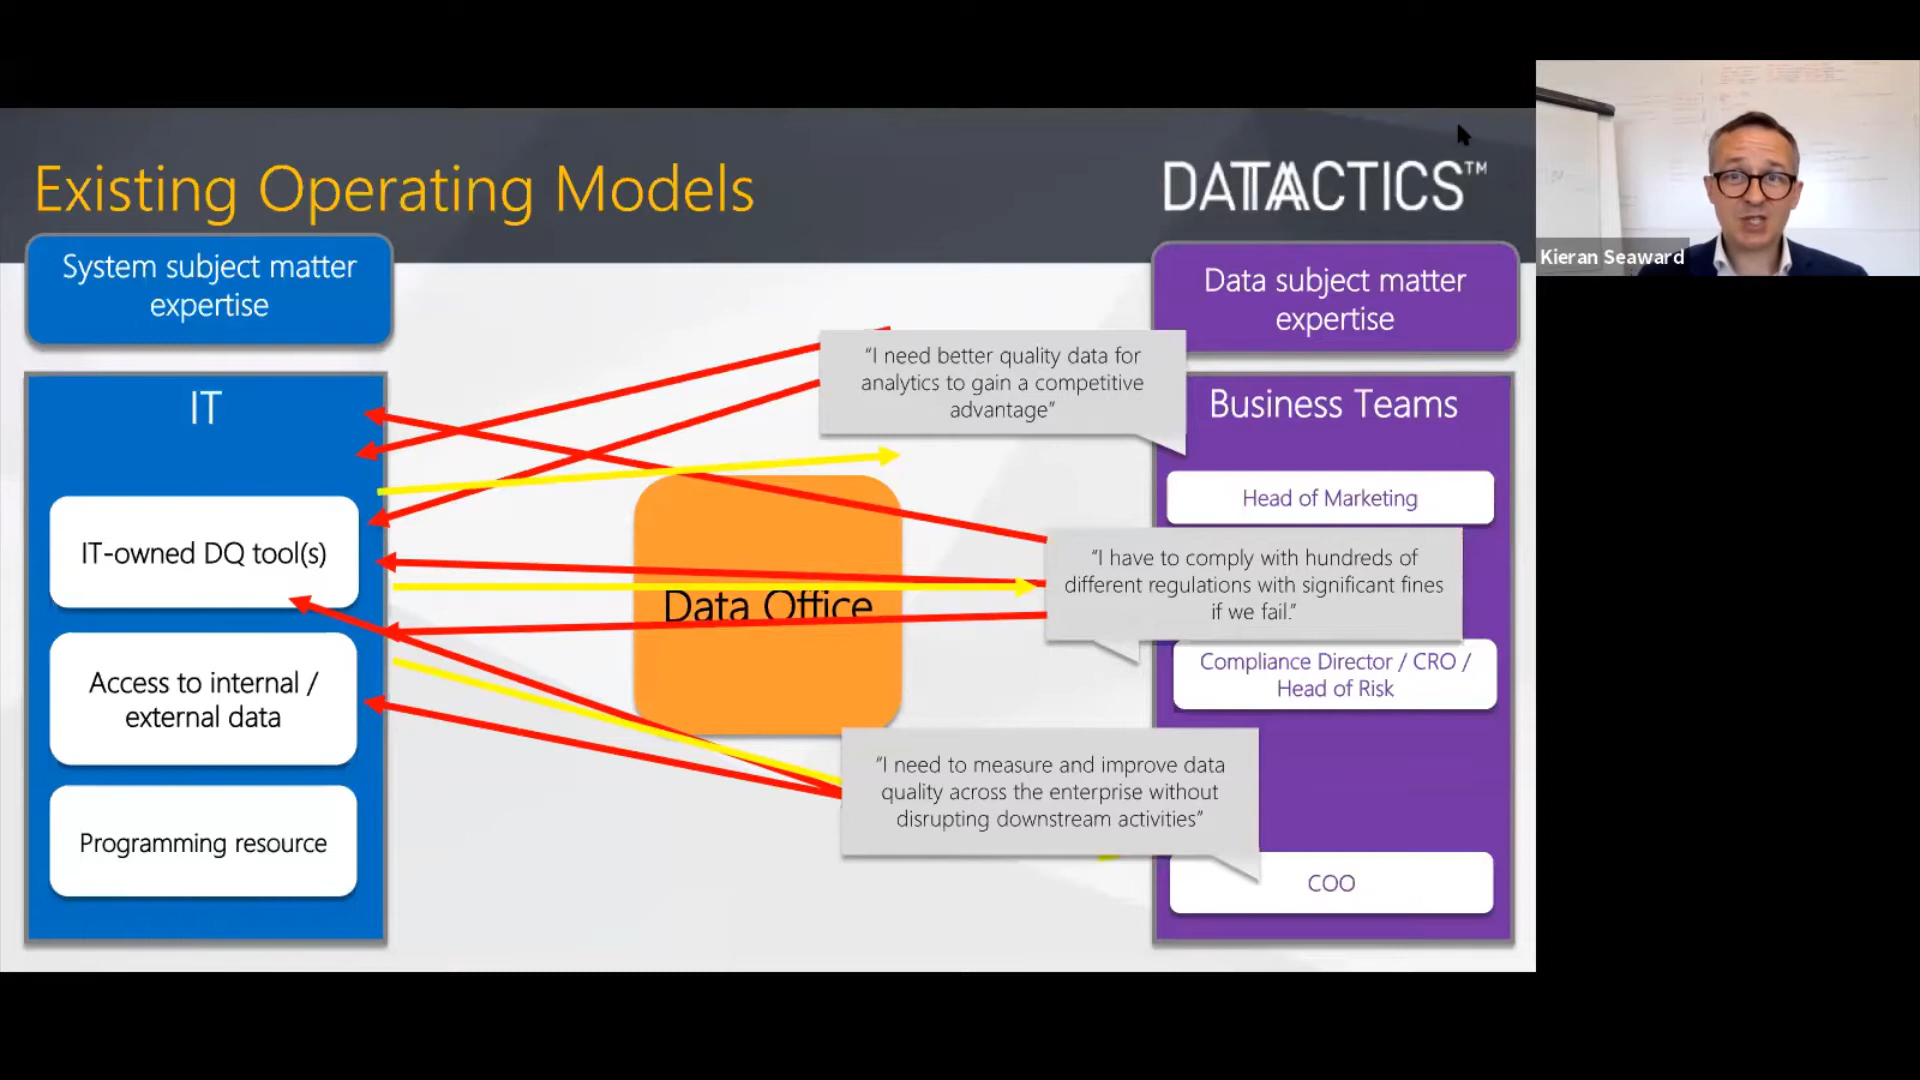 Existing Operating Models
DATACTICS™
Kieran Seaward
System subject matter
expertise
Data subject matter
expertise
IT
IT-owned DQ tool(s)
Access to internal /
external data
Programming resource
Data Office
“I need better quality data for
analytics to gain a competitive
advantage”
“I have to comply with hundreds of
different regulations with significant fines
if we fail.”
“I need to measure and improve data
quality across the enterprise without
disrupting downstream activities”
Business Teams
Head of Marketing
Compliance Director / CRO /
Head of Risk
COO